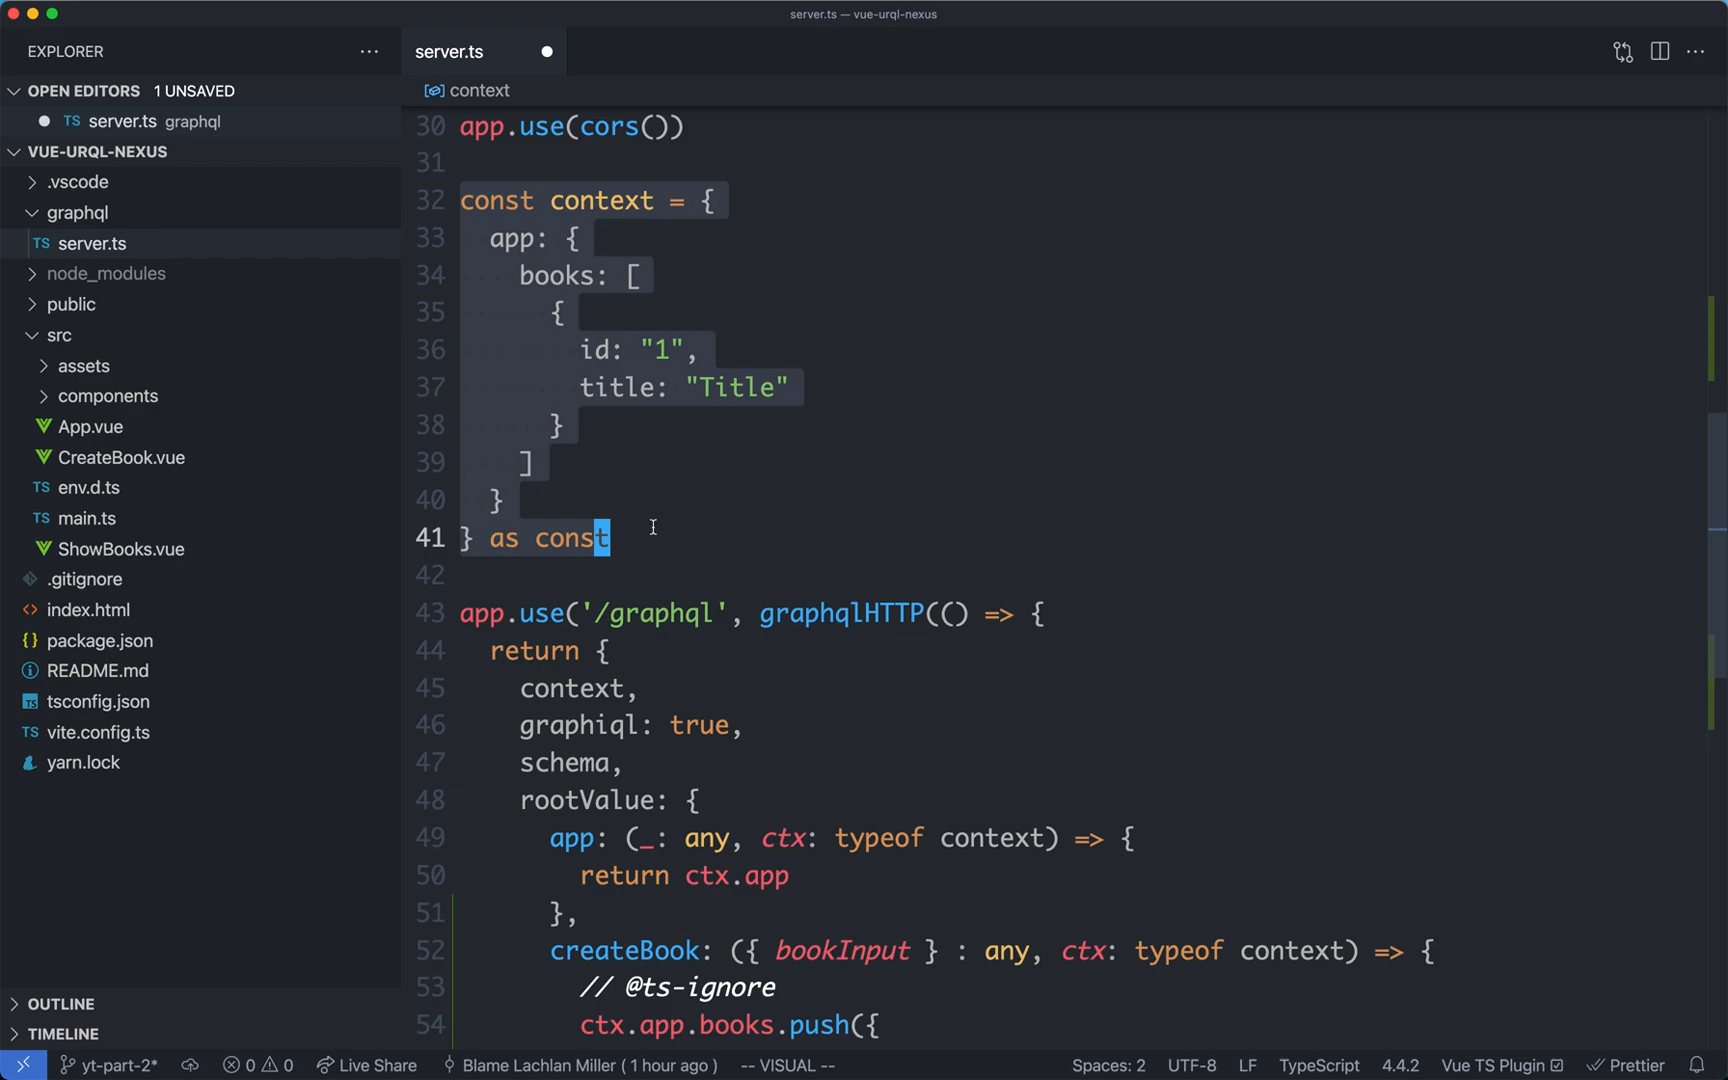 server.ts — vue-urql-nexus
EXPLORER
server.ts
OPEN EDITORS 1 UNSAVED
context
TS server.ts graphql
VUE-URQL-NEXUS
.vscode
graphql
TS server.ts
node_modules
public
src
assets
components
App.vue
CreateBook.vue
TS env.d.ts
TS main.ts
ShowBooks.vue
.gitignore
index.html
package.json
README.md
TS tsconfig.json
TS vite.config.ts
yarn.lock
OUTLINE
TIMELINE
30 app.use(cors())
31
32 const context = {
33 app: {
34 books: [
35 {
36 id: "1",
37 title: "Title"
38 }
39 ]
40 }
41 } as const
42
43 app.use('/graphql', graphqlHTTP(() => {
44 return {
45 context,
46 graphiql: true,
47 schema,
48 rootValue: {
49 app: (_: any, ctx: typeof context) => {
50 return ctx.app
51 },
52 createBook: ({ bookInput } : any, ctx: typeof context) => {
53 // @ts-ignore
54 ctx.app.books.push({
yt-part-2* 0 0 Live Share Blame Lachlan Miller ( 1 hour ago ) -- VISUAL -- Spaces: 2 UTF-8 LF TypeScript 4.4.2 Vue TS Plugin Prettier